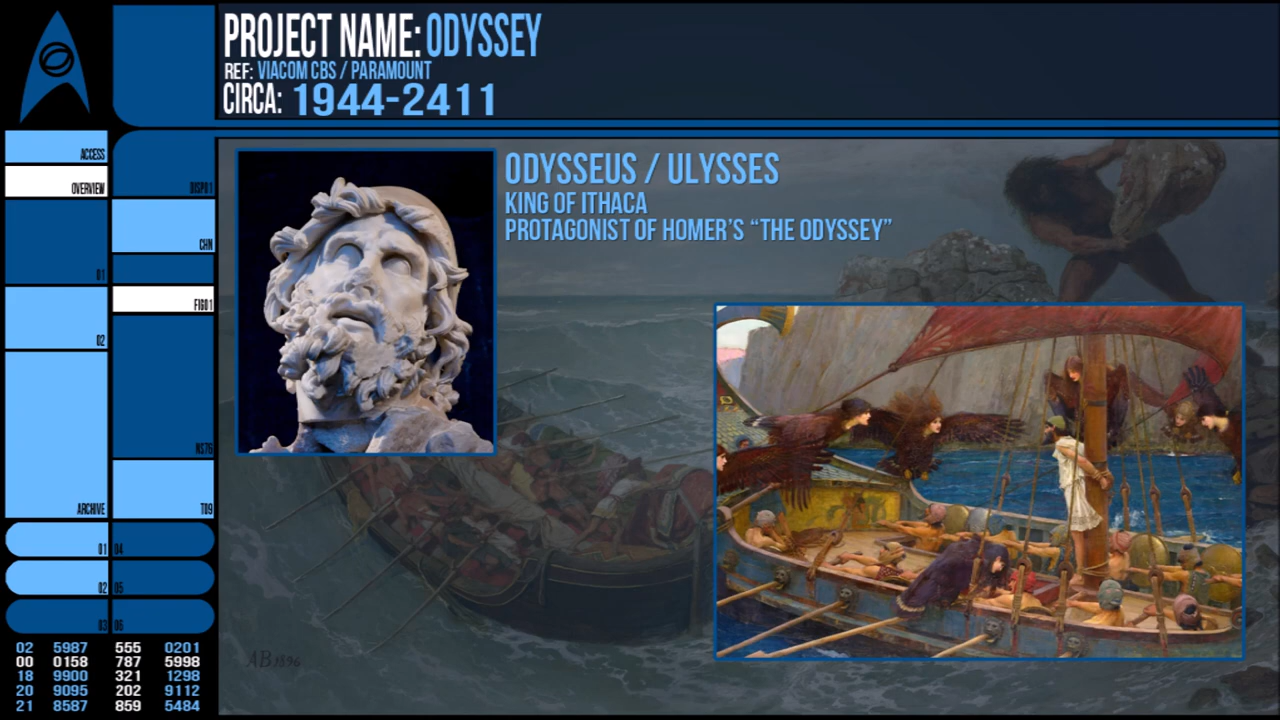 PROJECT NAME: ODYSSEY
REF: VIACOM CBS / PARAMOUNT
CIRCA: 1944-2411
ACCESS
OVERVIEW
01
02
ARCHIVE
01
02
03
DISP01
CHN
FIG01
NS76
T09
04
05
06
02 5987 555 0201
00 0158 787 5998
18 9900 321 1298
20 9095 202 9112
21 8587 859 5484
ODYSSEUS / ULYSSES
KING OF ITHACA
PROTAGONIST OF HOMER'S “THE ODYSSEY”
AB 1896